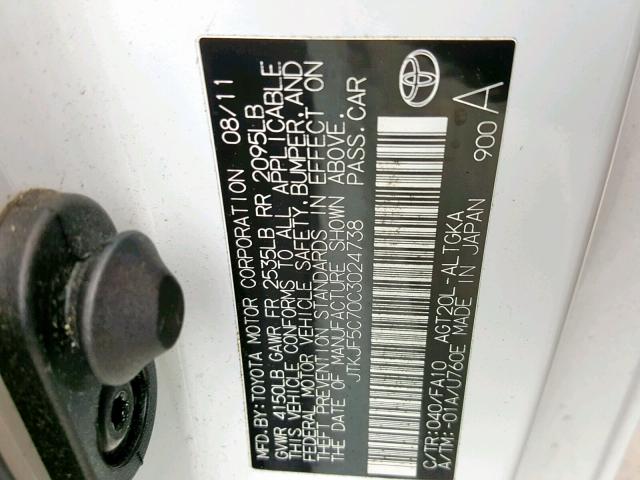 MFD. BY: TOYOTA MOTOR CORPORATION 08/11
GVWR 4150LB GAWR FR 2535LB RR 2095LB
THIS VEHICLE CONFORMS TO ALL APPLICABLE
FEDERAL MOTOR VEHICLE SAFETY, BUMPER, AND
THEFT PREVENTION STANDARDS IN EFFECT ON
THE DATE OF MANUFACTURE SHOWN ABOVE.
JTKJF5C70C3024738 PASS. CAR
C/TR: 040/FA10 AGT20L-ALTGKA
A/TM: -01A/U760E MADE IN JAPAN
900 A